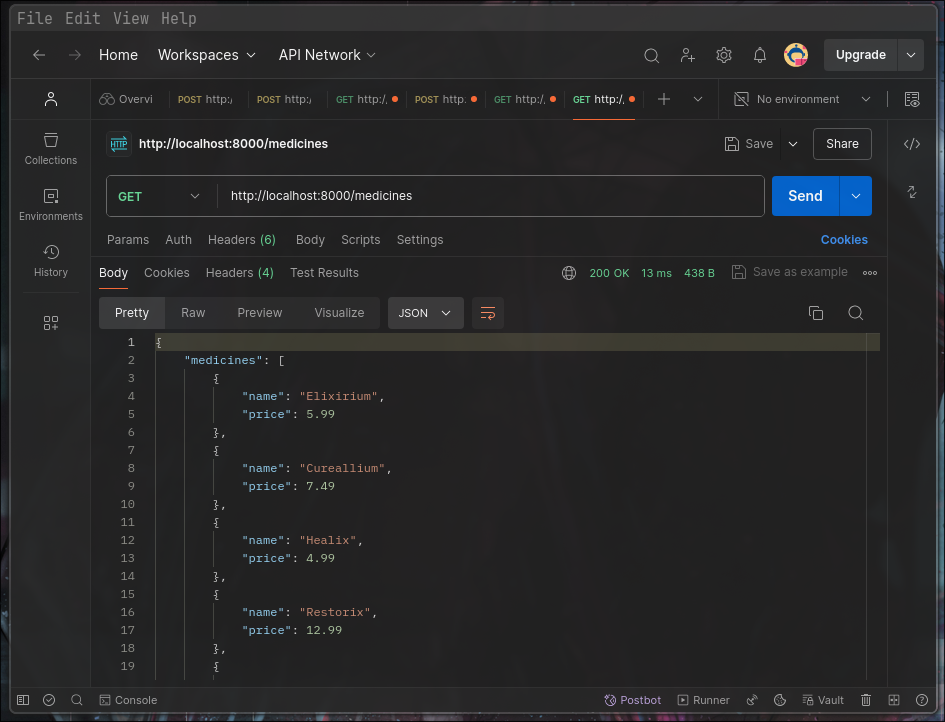 File Edit View Help
Home Workspaces API Network Upgrade
Overvi POST http:/ POST http:/ GET http:/. POST http: GET http:/. GET http:/. No environment
HTTP http://localhost:8000/medicines Save Share
Collections
GET http://localhost:8000/medicines Send
Environments
Params Auth Headers (6) Body Scripts Settings Cookies
History
Body Cookies Headers (4) Test Results 200 OK 13 ms 438 B Save as example
Pretty Raw Preview Visualize JSON
1 {
2 "medicines": [
3 {
4 "name": "Elixirium",
5 "price": 5.99
6 },
7 {
8 "name": "Cureallium",
9 "price": 7.49
10 },
11 {
12 "name": "Healix",
13 "price": 4.99
14 },
15 {
16 "name": "Restorix",
17 "price": 12.99
18 },
19 {
Console Postbot Runner Vault